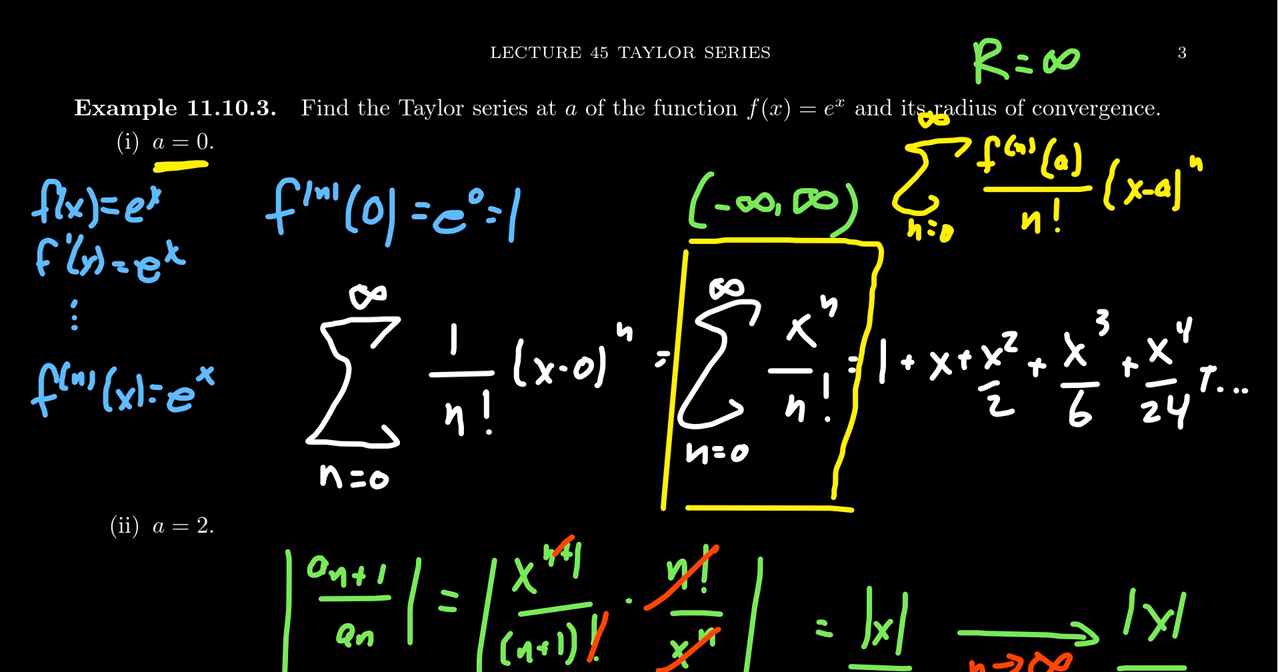 LECTURE 45 TAYLOR SERIES 3
R = ∞
Example 11.10.3. Find the Taylor series at a of the function f(x) = e^x and its radius of convergence.
(i) a = 0.
∞ Σ n=0 f^(n)(a) / n! (x-a)^n
f(x) = e^x
f^(n)(0) = e^0 = 1
(-∞, ∞)
f'(x) = e^x
⋮
f^(n)(x) = e^x
∞ Σ n=0 1 / n! (x-0)^n = ∞ Σ n=0 x^n / n! = 1 + x + x^2/2 + x^3/6 + x^4/24 + ...
(ii) a = 2.
| a_{n+1} / a_n | = | x^{n+1} / (n+1)! · n! / x^n | = |x| → |x|
n→∞